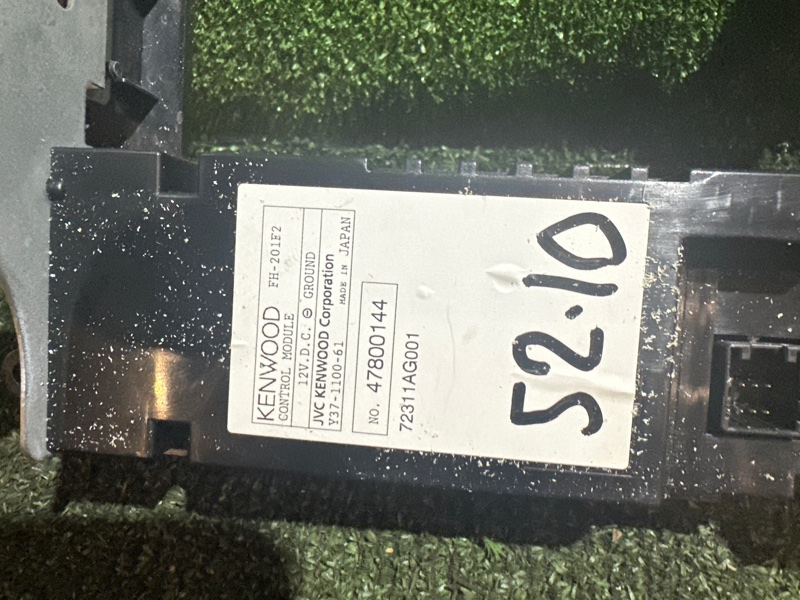 KENWOOD FH-201F2
CONTROL MODULE
12V. D.C. ⊖ GROUND
JVC KENWOOD Corporation
Y37-1100-61 MADE IN JAPAN
NO. 47800144
72311AG001
52.10